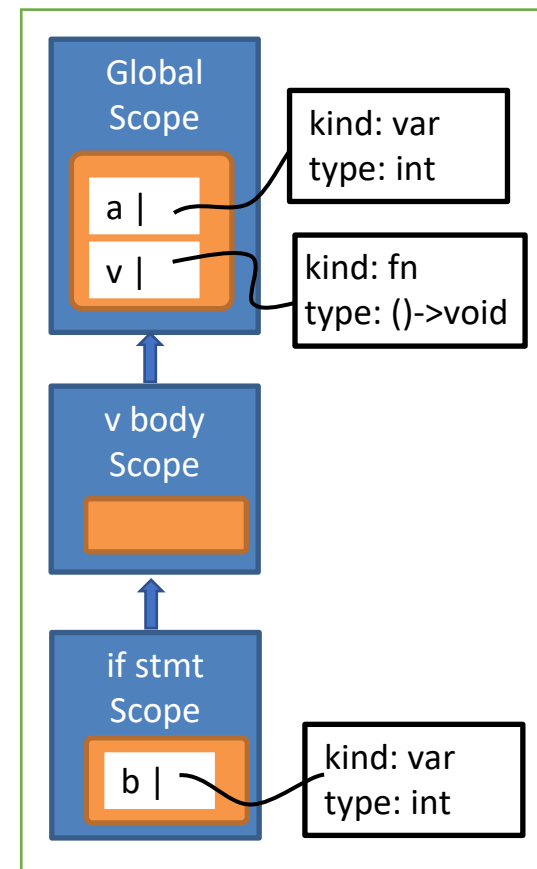 Global
Scope
kind: var
type: int
a |
v |
kind: fn
type: ()->void
v body
Scope
if stmt
Scope
b |
kind: var
type: int